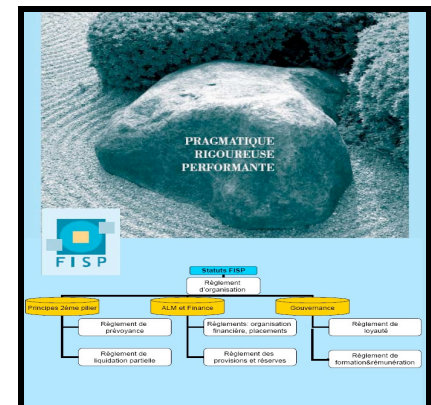 PRAGMATIQUE
RIGOUREUSE
PERFORMANTE
FISP
Statuts FISP
Règlement
d'organisation
Principes 2ème pilier
ALM et Finance
Gouvernance
Règlement de
prévoyance
Règlements: organisation
financière, placements
Règlement de
loyauté
Règlement de
liquidation partielle
Règlement des
provisions et réserves
Règlement de
formation&rémunération